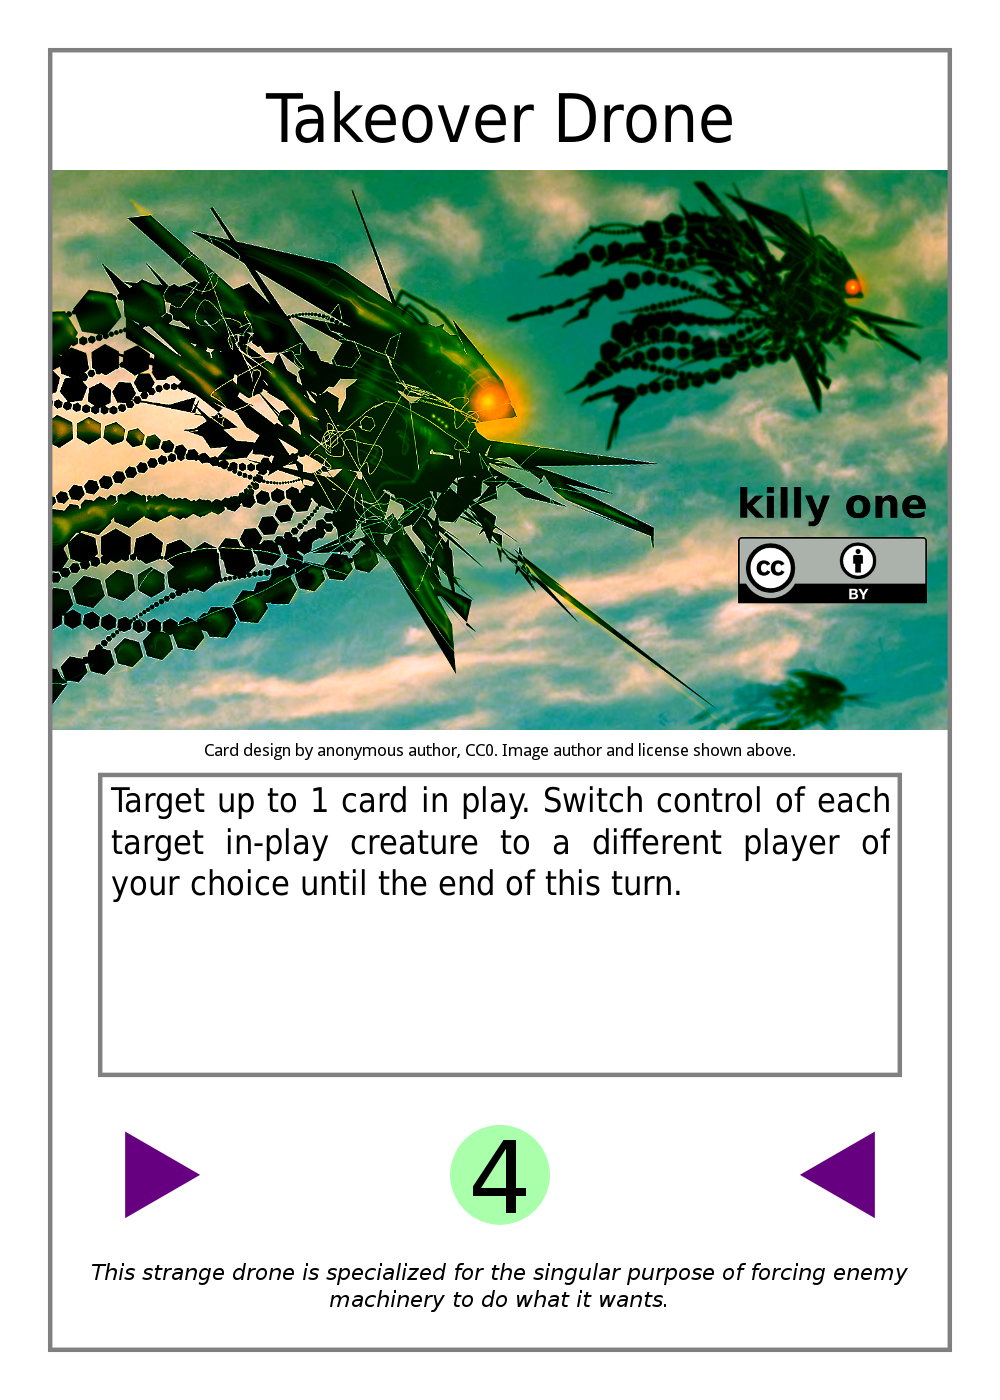 Takeover Drone
killy one
cc
BY
Card design by anonymous author, CC0. Image author and license shown above.
Target up to 1 card in play. Switch control of each
target in-play creature to a different player of
your choice until the end of this turn.
4
This strange drone is specialized for the singular purpose of forcing enemy
machinery to do what it wants.